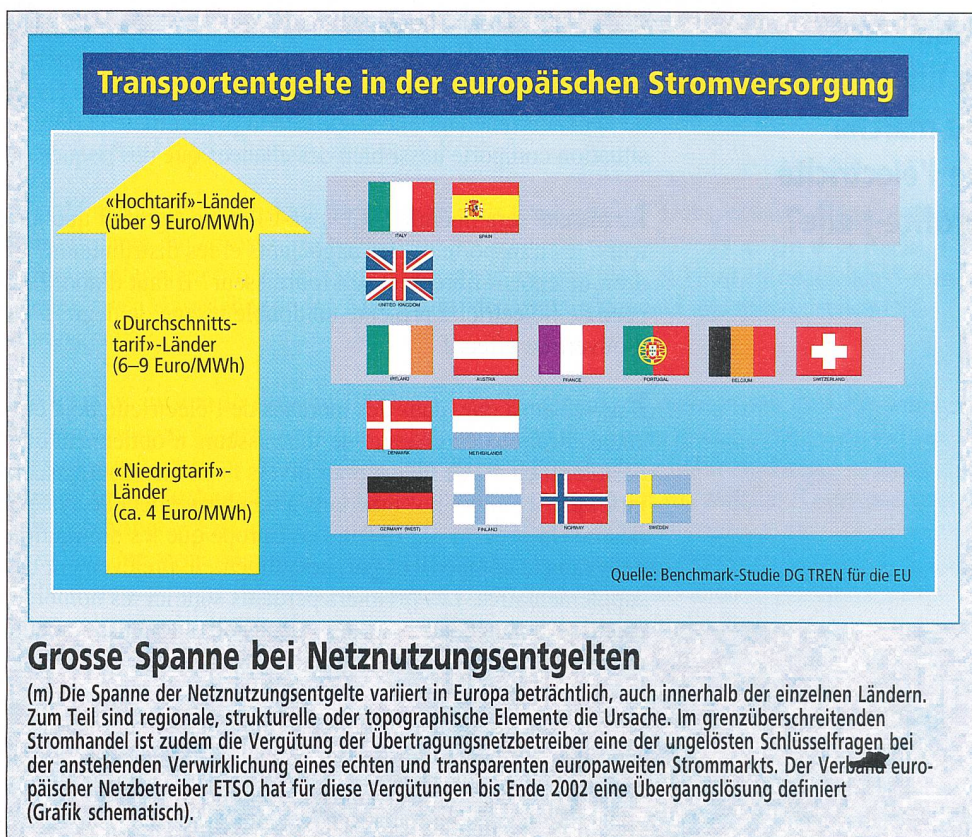 Transportentgelte in der europäischen Stromversorgung
«Hochtarif»-Länder
(über 9 Euro/MWh)
ITALY
SPAIN
UNITED KINGDOM
«Durchschnitts-
tarif»-Länder
(6–9 Euro/MWh)
IRELAND
AUSTRIA
FRANCE
PORTUGAL
BELGIUM
SWITZERLAND
DENMARK
NETHERLANDS
«Niedrigtarif»-
Länder
(ca. 4 Euro/MWh)
GERMANY (WEST)
FINLAND
NORWAY
SWEDEN
Quelle: Benchmark-Studie DG TREN für die EU
Grosse Spanne bei Netznutzungsentgelten
(m) Die Spanne der Netznutzungsentgelte variiert in Europa beträchtlich, auch innerhalb der einzelnen Ländern.
Zum Teil sind regionale, strukturelle oder topographische Elemente die Ursache. Im grenzüberschreitenden
Stromhandel ist zudem die Vergütung der Übertragungsnetzbetreiber eine der ungelösten Schlüsselfragen bei
der anstehenden Verwirklichung eines echten und transparenten europaweiten Strommarkts. Der Verband euro-
päischer Netzbetreiber ETSO hat für diese Vergütungen bis Ende 2002 eine Übergangslösung definiert
(Grafik schematisch).